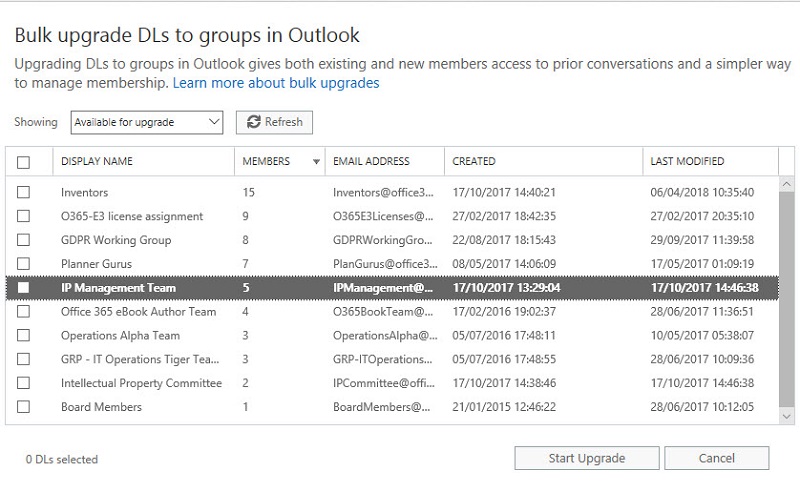 Bulk upgrade DLs to groups in Outlook
Upgrading DLs to groups in Outlook gives both existing and new members access to prior conversations and a simpler way
to manage membership. Learn more about bulk upgrades
Showing Available for upgrade Refresh
DISPLAY NAME MEMBERS EMAIL ADDRESS CREATED LAST MODIFIED
Inventors 15 Inventors@office3... 17/10/2017 14:40:21 06/04/2018 10:35:40
O365-E3 license assignment 9 O365E3Licenses@... 27/02/2017 18:42:35 27/02/2017 20:35:10
GDPR Working Group 8 GDPRWorkingGro... 22/08/2017 18:15:43 29/09/2017 11:39:58
Planner Gurus 7 PlanGurus@office3... 08/05/2017 14:06:09 17/05/2017 01:09:19
IP Management Team 5 IPManagement@... 17/10/2017 13:29:04 17/10/2017 14:46:38
Office 365 eBook Author Team 4 O365BookTeam@... 17/02/2016 19:02:37 28/06/2017 11:36:51
Operations Alpha Team 3 OperationsAlpha@... 05/07/2016 17:48:11 10/05/2017 05:38:07
GRP - IT Operations Tiger Tea... 3 GRP-ITOperations... 05/07/2016 17:48:55 28/06/2017 10:09:36
Intellectual Property Committee 2 IPCommittee@offi... 17/10/2017 14:38:46 17/10/2017 14:46:38
Board Members 1 BoardMembers@... 21/01/2015 12:46:22 28/06/2017 10:12:05
0 DLs selected Start Upgrade Cancel